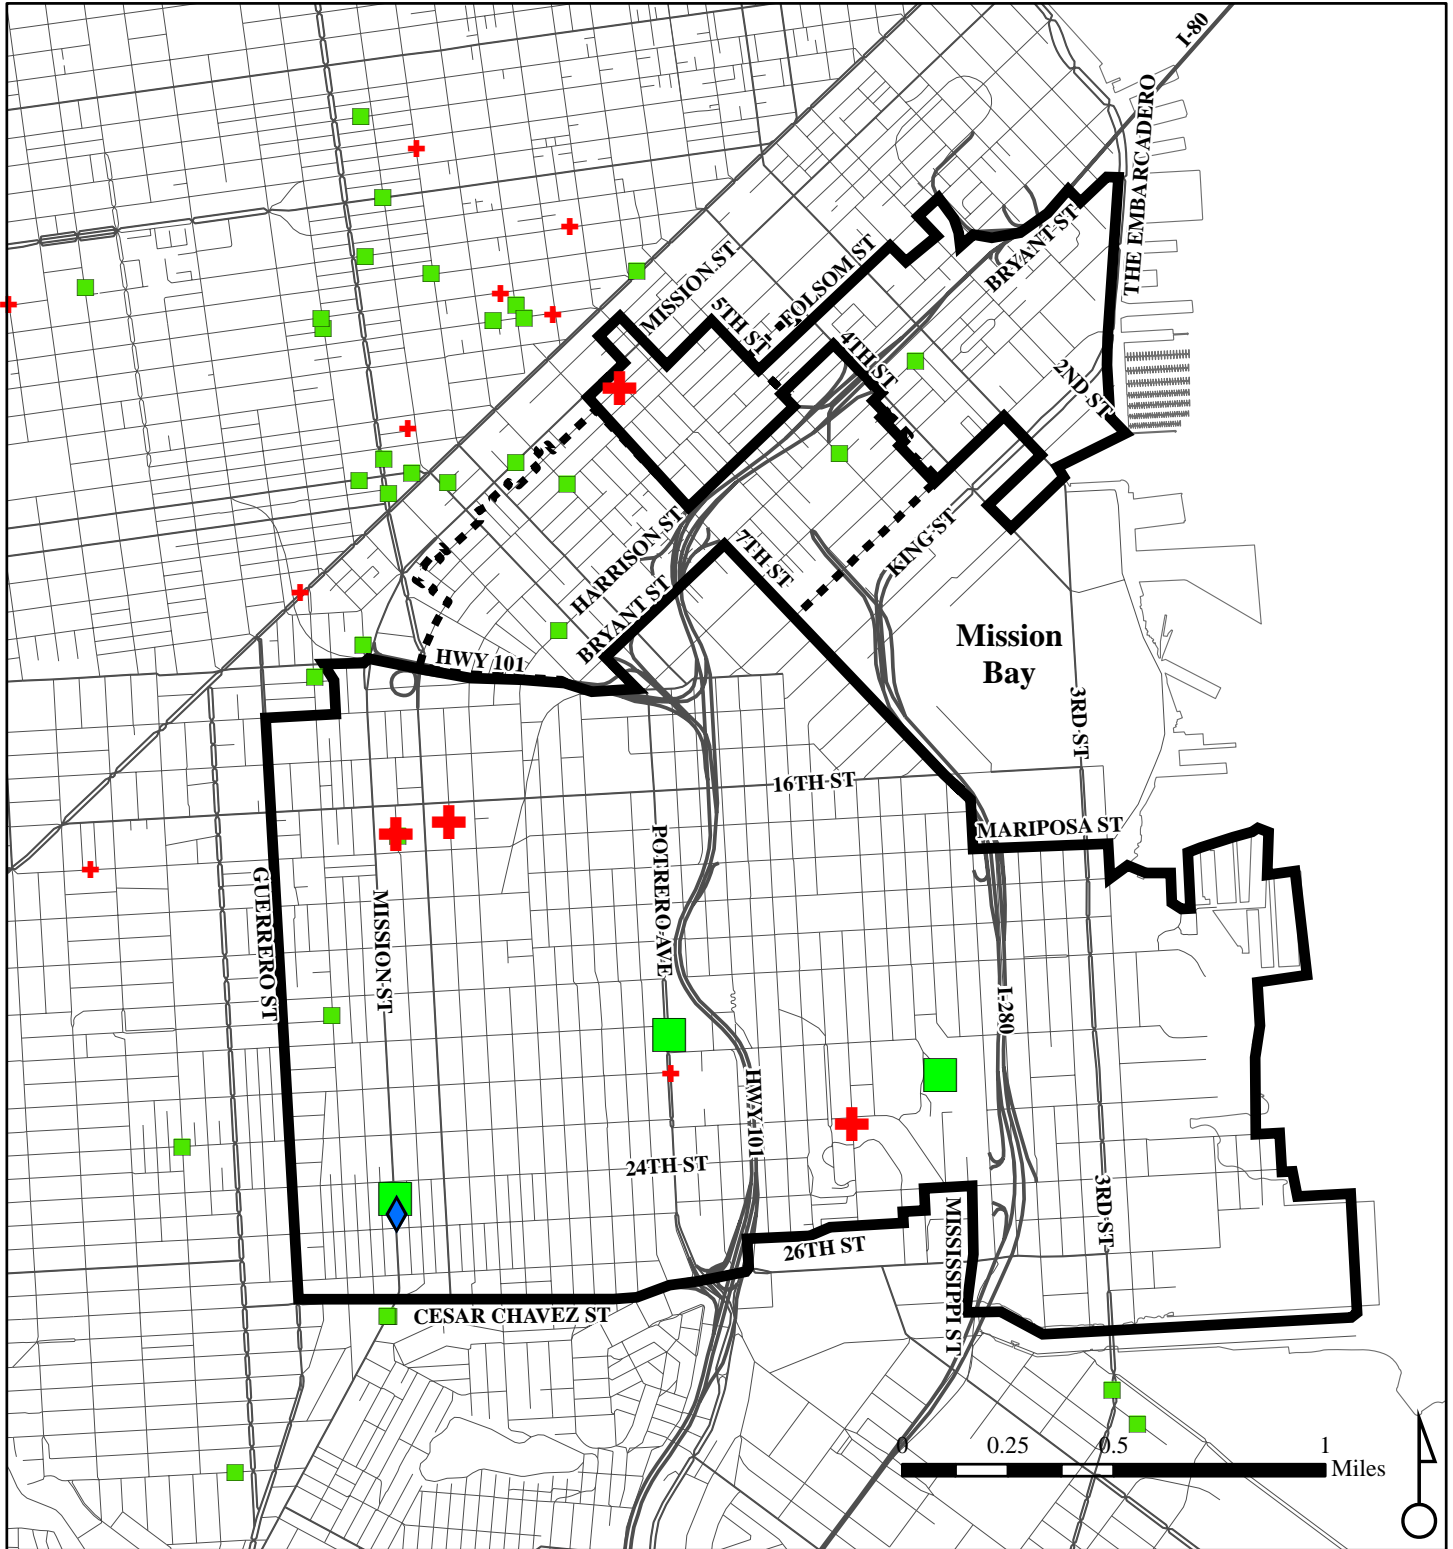 I-80
THE EMBARCADERO
MISSION ST
5TH ST
FOLSOM ST
BRYANT ST
4TH ST
2ND ST
HARRISON ST
7TH ST
KING ST
BRYANT ST
HWY 101
Mission
Bay
3RD ST
16TH ST
MARIPOSA ST
POTRERO AVE
GUERRERO ST
MISSION ST
I-280
HWY 101
24TH ST
3RD ST
26TH ST
MISSISSIPPI ST
CESAR CHAVEZ ST
0 0.25 0.5 1
Miles